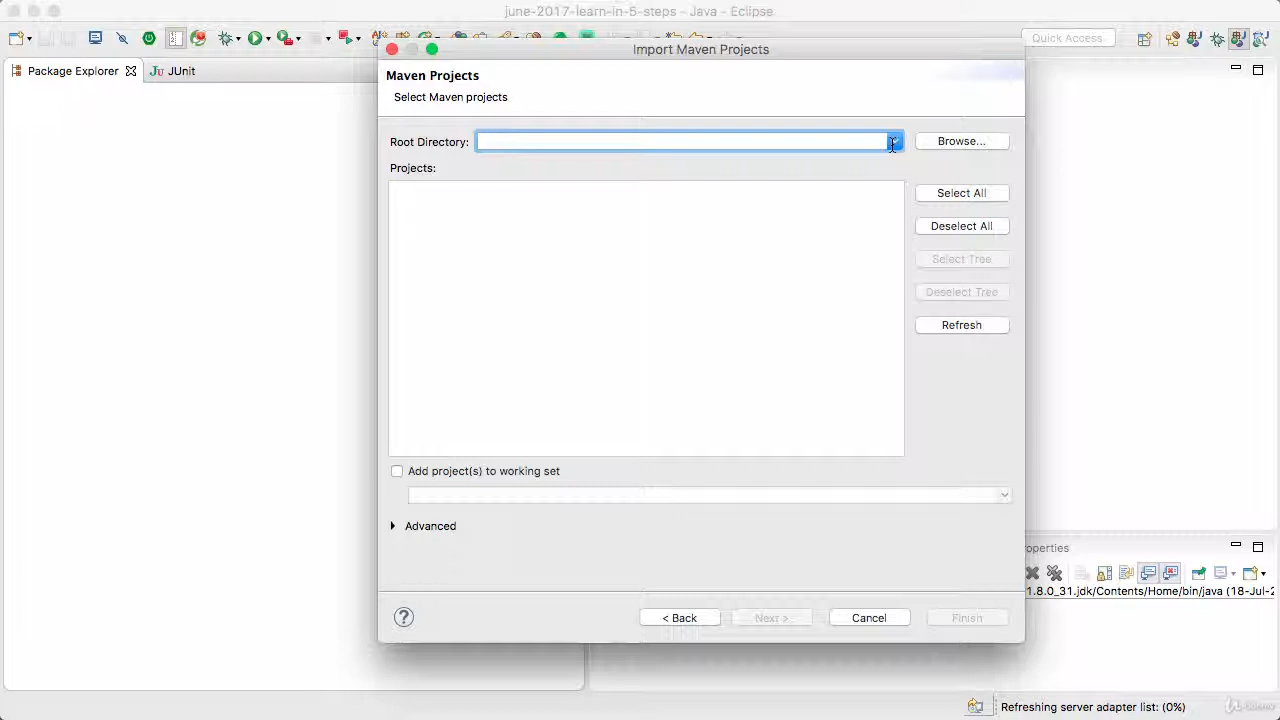 june-2017-learn-in-5-steps - Java - Eclipse
Quick Access
Import Maven Projects
Package Explorer
Ju JUnit
Maven Projects
Select Maven projects
Root Directory:
Browse...
Projects:
Select All
Deselect All
Select Tree
Deselect Tree
Refresh
Add project(s) to working set
Advanced
operties
1.8.0_31.jdk/Contents/Home/bin/java (18-Jul-2
?
< Back
Next >
Cancel
Finish
Refreshing server adapter list: (0%)
Udemy